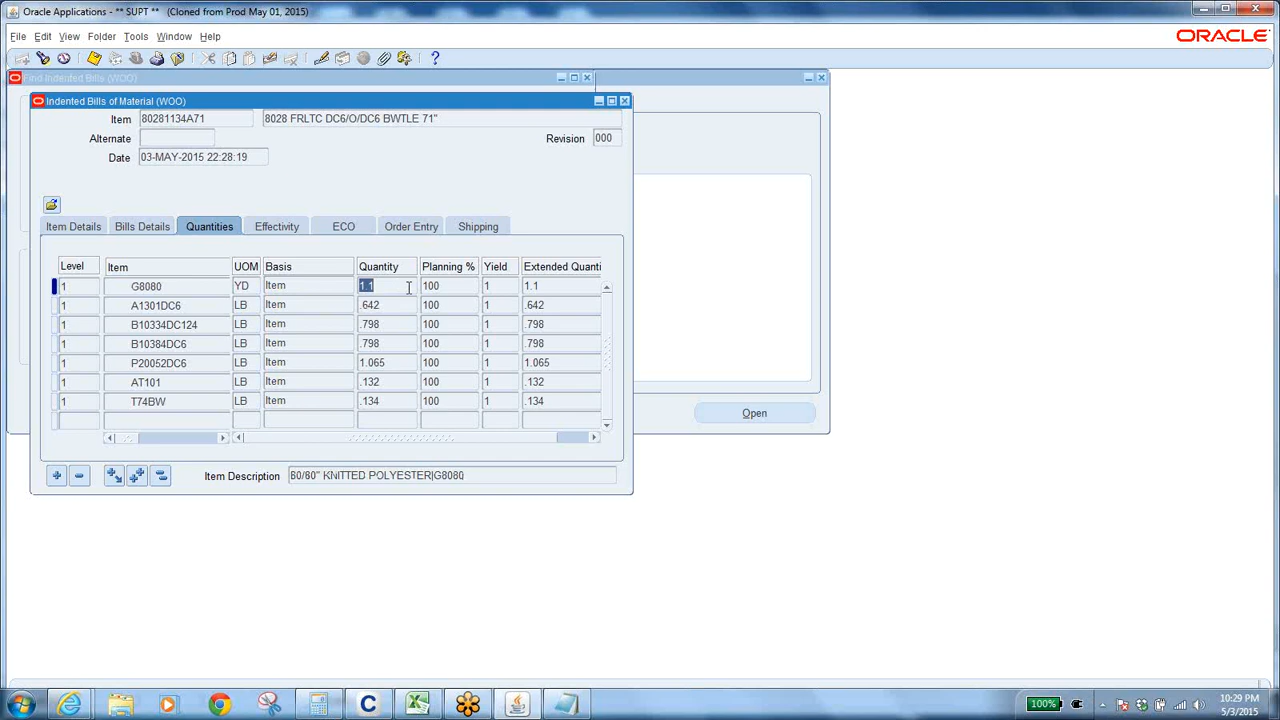 Oracle Applications - ** SUPT ** (Cloned from Prod May 01, 2015)
File Edit View Folder Tools Window Help
ORACLE
Find Indented Bills (WOO)
Indented Bills of Material (WOO)
Item 80281134A71 8028 FRLTC DC6/O/DC6 BWTLE 71"
Alternate Revision 000
Date 03-MAY-2015 22:28:19
Item Details Bills Details Quantities Effectivity ECO Order Entry Shipping
Level Item UOM Basis Quantity Planning % Yield Extended Quanti
1 G8080 YD Item 1.1 100 1 1.1
1 A1301DC6 LB Item .642 100 1 .642
1 B10334DC124 LB Item .798 100 1 .798
1 B10384DC6 LB Item .798 100 1 .798
1 P20052DC6 LB Item 1.065 100 1 1.065
1 AT101 LB Item .132 100 1 .132
1 T74BW LB Item .134 100 1 .134
Open
Item Description 80/80" KNITTED POLYESTER|G8080
100% 10:29 PM
5/3/2015